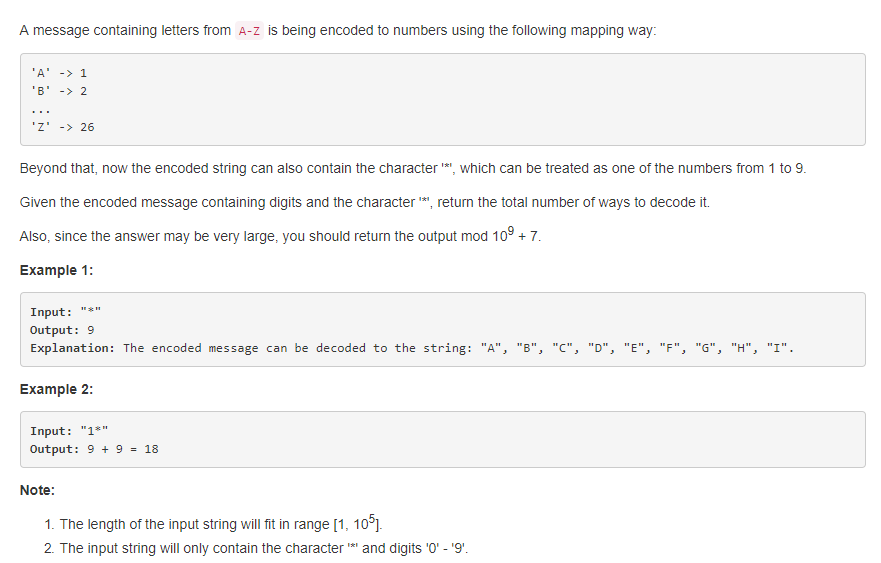 A message containing letters from A-Z is being encoded to numbers using the following mapping way:
'A' -> 1
'B' -> 2
...
'Z' -> 26
Beyond that, now the encoded string can also contain the character '*', which can be treated as one of the numbers from 1 to 9.
Given the encoded message containing digits and the character '*', return the total number of ways to decode it.
Also, since the answer may be very large, you should return the output mod 10⁹ + 7.
Example 1:
Input: "*"
Output: 9
Explanation: The encoded message can be decoded to the string: "A", "B", "C", "D", "E", "F", "G", "H", "I".
Example 2:
Input: "1*"
Output: 9 + 9 = 18
Note:
1. The length of the input string will fit in range [1, 10⁵].
2. The input string will only contain the character '*' and digits '0' - '9'.